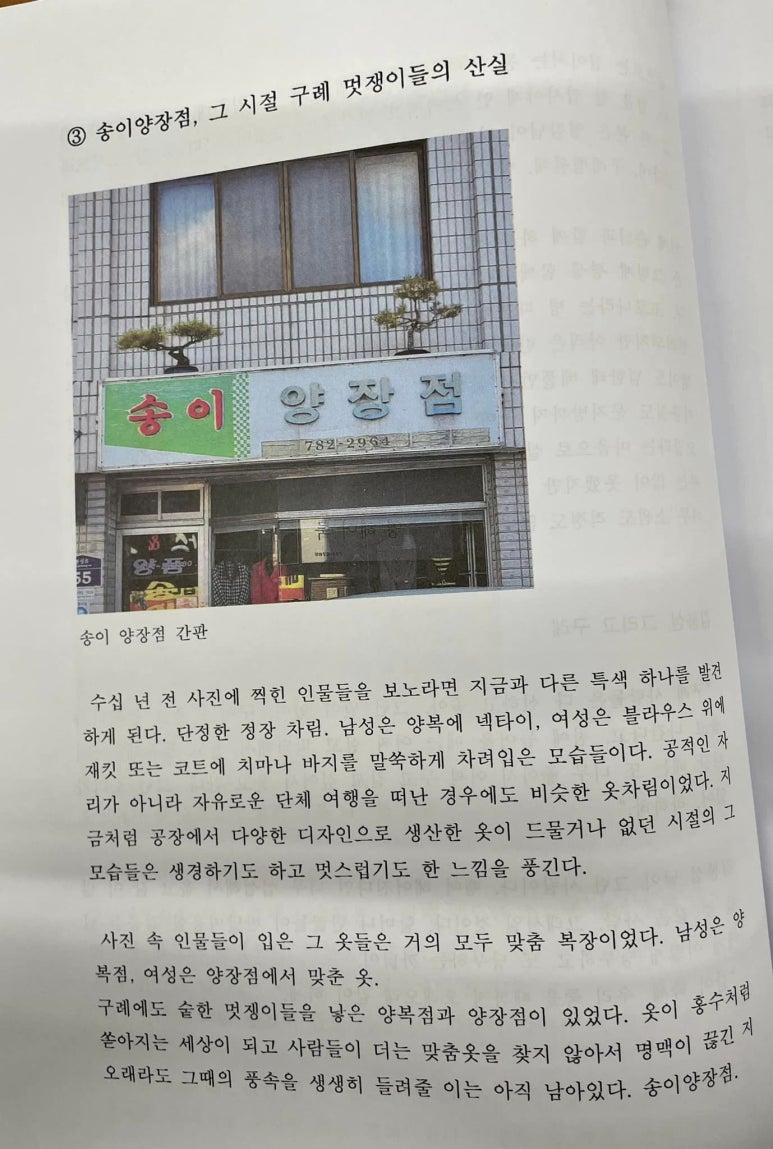 ③ 송이양장점, 그 시절 구례 멋쟁이들의 산실
송이 양장점
782-2964
양품
55
송이 양장점 간판
수십 년 전 사진에 찍힌 인물들을 보노라면 지금과 다른 특색 하나를 발견
하게 된다. 단정한 정장 차림. 남성은 양복에 넥타이, 여성은 블라우스 위에
재킷 또는 코트에 치마나 바지를 말쑥하게 차려입은 모습들이다. 공적인 자
리가 아니라 자유로운 단체 여행을 떠난 경우에도 비슷한 옷차림이었다. 지
금처럼 공장에서 다양한 디자인으로 생산한 옷이 드물거나 없던 시절의 그
모습들은 생경하기도 하고 멋스럽기도 한 느낌을 풍긴다.
사진 속 인물들이 입은 그 옷들은 거의 모두 맞춤 복장이었다. 남성은 양
복점, 여성은 양장점에서 맞춘 옷.
구례에도 숱한 멋쟁이들을 낳은 양복점과 양장점이 있었다. 옷이 홍수처럼
쏟아지는 세상이 되고 사람들이 더는 맞춤옷을 찾지 않아서 명맥이 끊긴 지
오래라도 그때의 풍속을 생생히 들려줄 이는 아직 남아있다. 송이양장점.